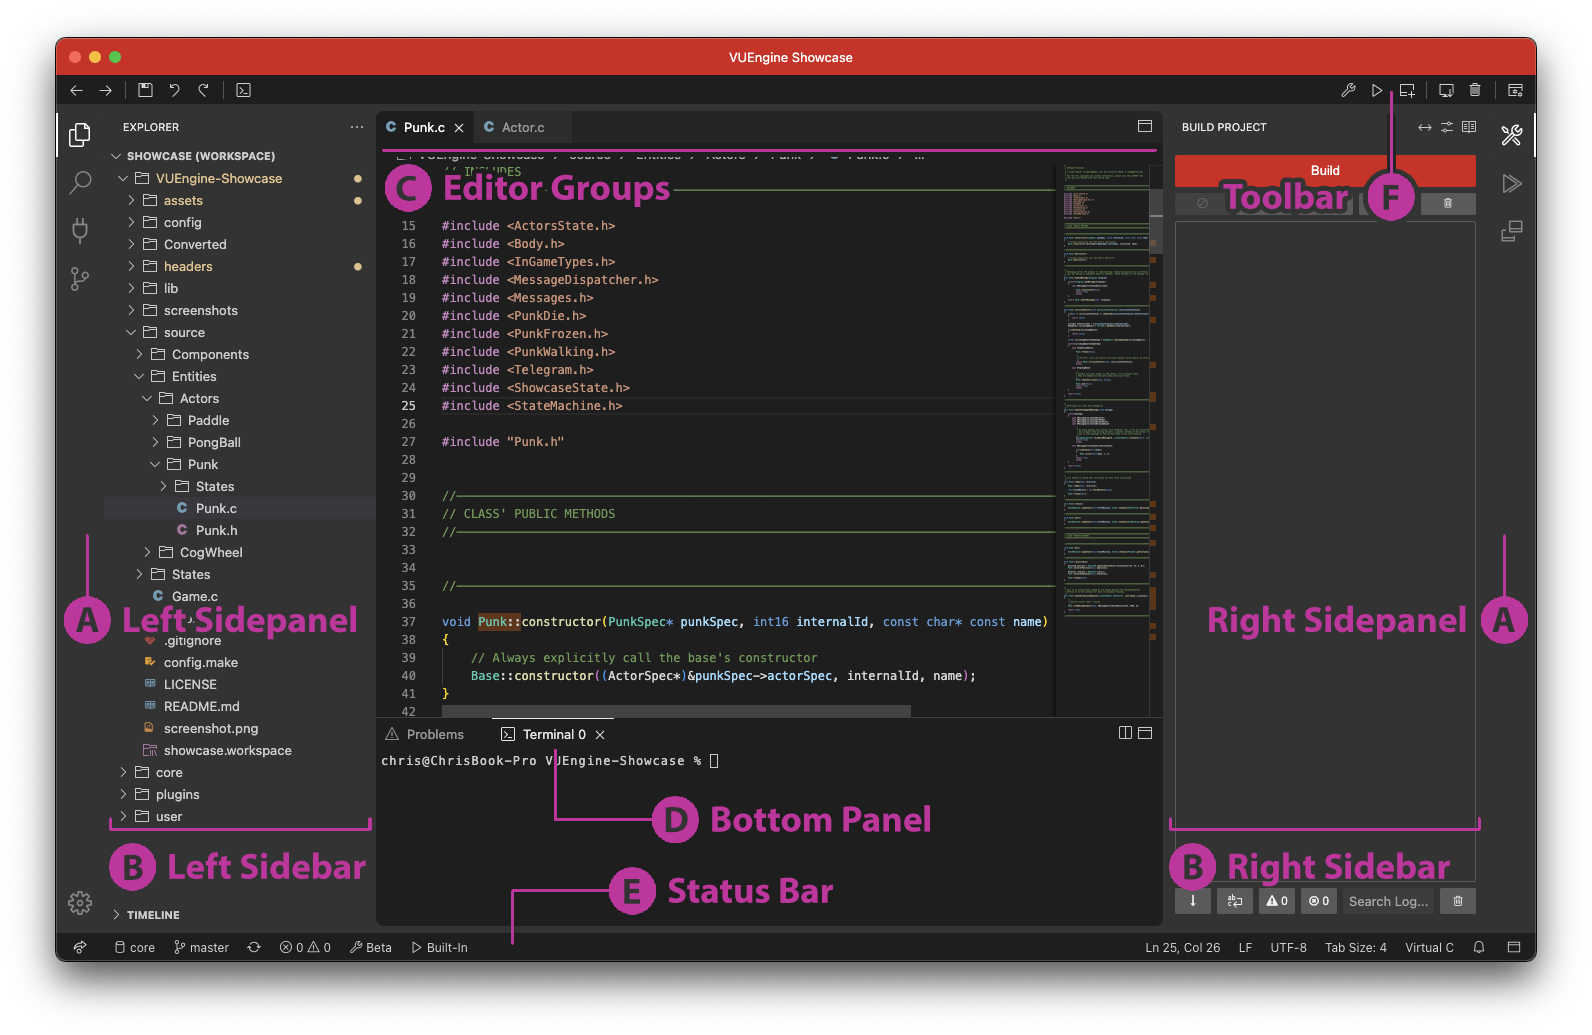 VUEngine Showcase
EXPLORER
SHOWCASE (WORKSPACE)
VUEngine-Showcase
assets
config
Converted
headers
lib
screenshots
source
Components
Entities
Actors
Paddle
PongBall
Punk
States
Punk.c
Punk.h
CogWheel
States
Game.c
.gitignore
config.make
LICENSE
README.md
screenshot.png
showcase.workspace
core
plugins
user
TIMELINE
A Left Sidepanel
B Left Sidebar
Punk.c
Actor.c
C Editor Groups
// INCLUDES
15 #include <ActorsState.h>
16 #include <Body.h>
17 #include <InGameTypes.h>
18 #include <MessageDispatcher.h>
19 #include <Messages.h>
20 #include <PunkDie.h>
21 #include <PunkFrozen.h>
22 #include <PunkWalking.h>
23 #include <Telegram.h>
24 #include <ShowcaseState.h>
25 #include <StateMachine.h>
26
27 #include "Punk.h"
28
29
30 //
31 // CLASS' PUBLIC METHODS
32 //
33
34
35 //
36
37 void Punk::constructor(PunkSpec* punkSpec, int16 internalId, const char* const name)
38 {
39 // Always explicitly call the base's constructor
40 Base::constructor((ActorSpec*)&punkSpec->actorSpec, internalId, name);
41 }
42
Problems
Terminal 0
chris@ChrisBook-Pro VUEngine-Showcase %
D Bottom Panel
E Status Bar
BUILD PROJECT
Build
Toolbar F
Right Sidepanel A
B Right Sidebar
ab
c
0
0
Search Log...
core
master
0
0
Beta
Built-In
Ln 25, Col 26
LF
UTF-8
Tab Size: 4
Virtual C